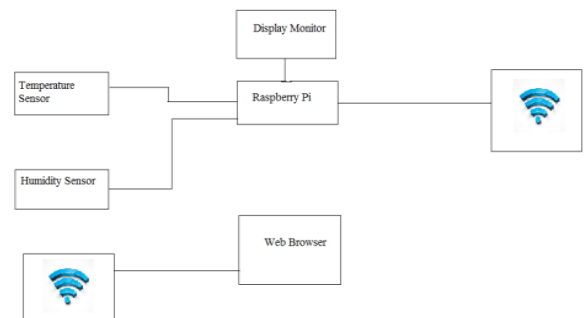 Display Monitor
Temperature
Sensor
Raspberry Pi
Humidity Sensor
Web Browser